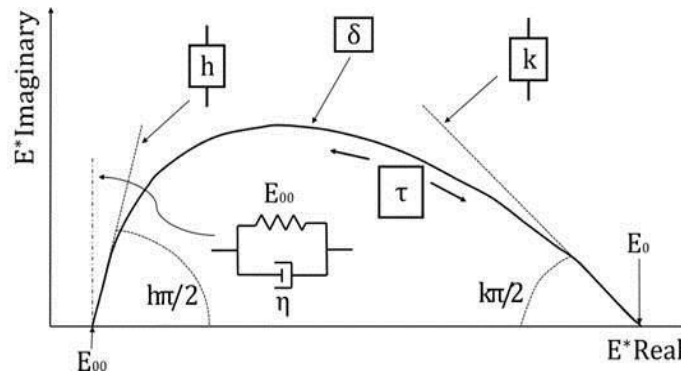 δ
h
k
E*Imaginary
τ
E₀₀
E₀
η
hπ/2
kπ/2
E₀₀
E*Real